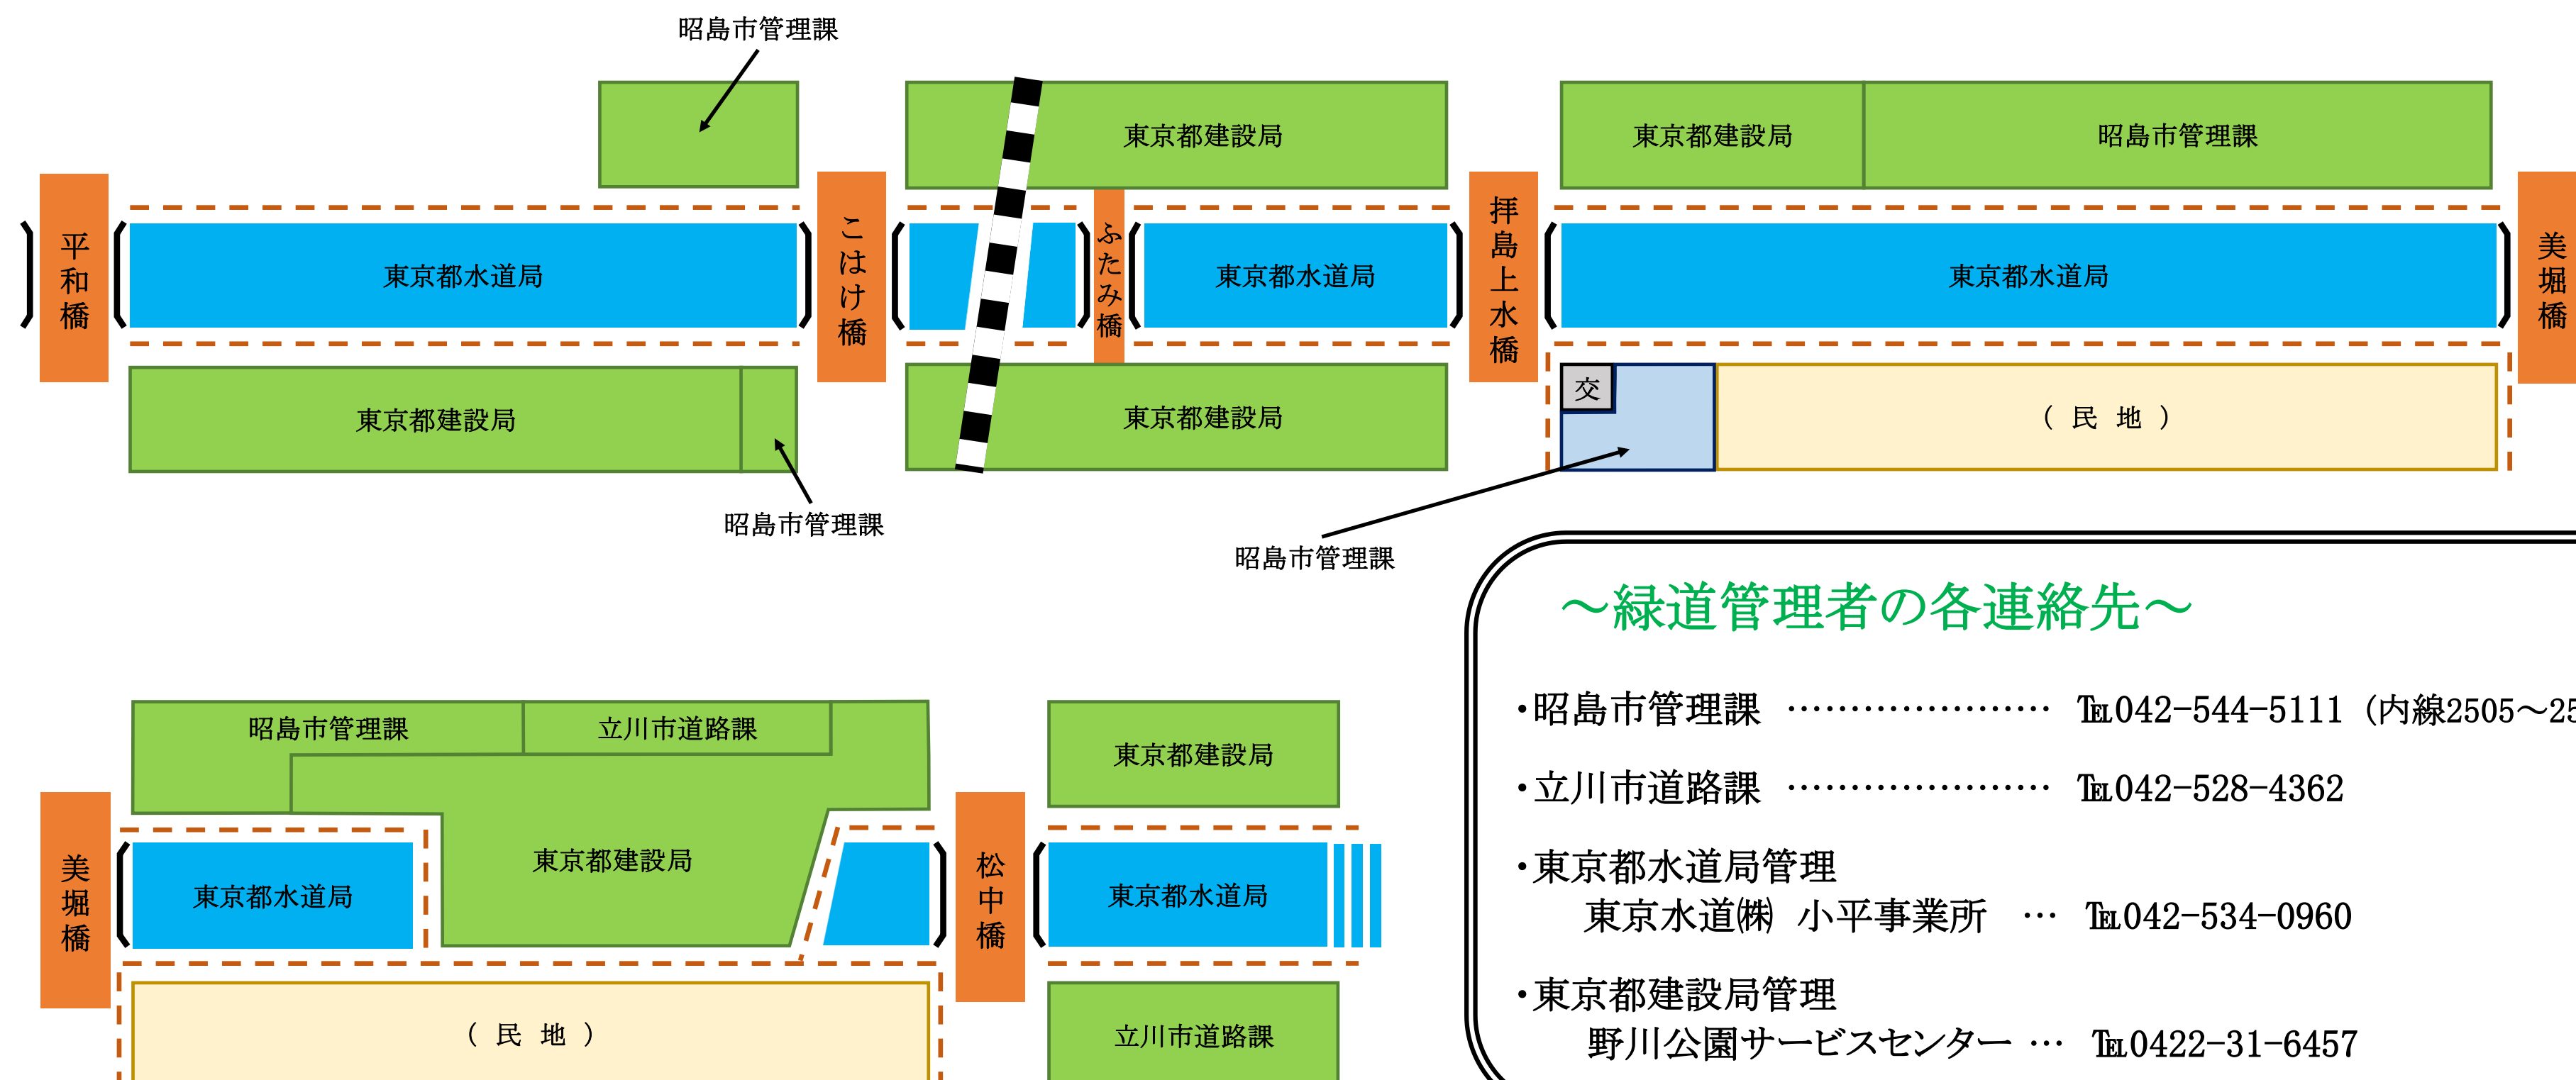 昭島市管理課
東京都建設局
東京都建設局
昭島市管理課
平和橋
東京都水道局
こはけ橋
ふたみ橋
東京都水道局
拝島上水橋
東京都水道局
美堀橋
東京都建設局
昭島市管理課
東京都建設局
交
昭島市管理課
(民地)
昭島市管理課
立川市道路課
東京都建設局
美堀橋
東京都水道局
東京都建設局
松中橋
東京都水道局
(民地)
立川市道路課
～緑道管理者の各連絡先～
・昭島市管理課 ………………… ℡042-544-5111 (内線2505～25
・立川市道路課 ………………… ℡042-528-4362
・東京都水道局管理
東京水道㈱ 小平事業所 … ℡042-534-0960
・東京都建設局管理
野川公園サービスセンター … ℡0422-31-6457